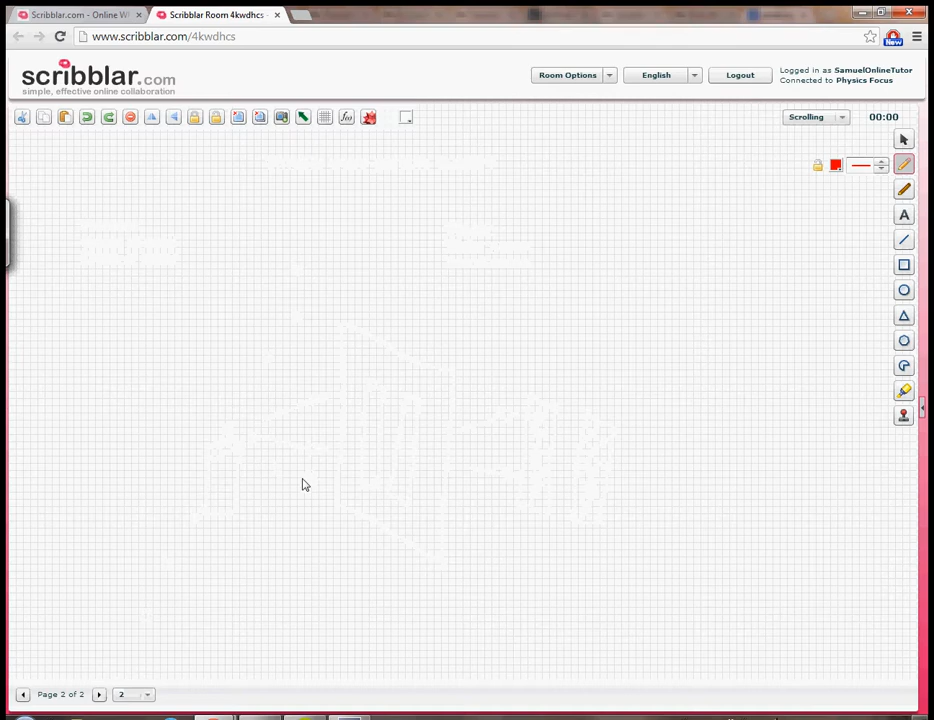 Scribblar.com - Online W
Scribblar Room 4kwdhcs -
www.scribblar.com/4kwdhcs
New
scribblar.com
simple, effective online collaboration
Room Options
English
Logout
Logged in as SamuelOnlineTutor
Connected to Physics Focus
f(x)
Scrolling
00:00
A
Page 2 of 2
2